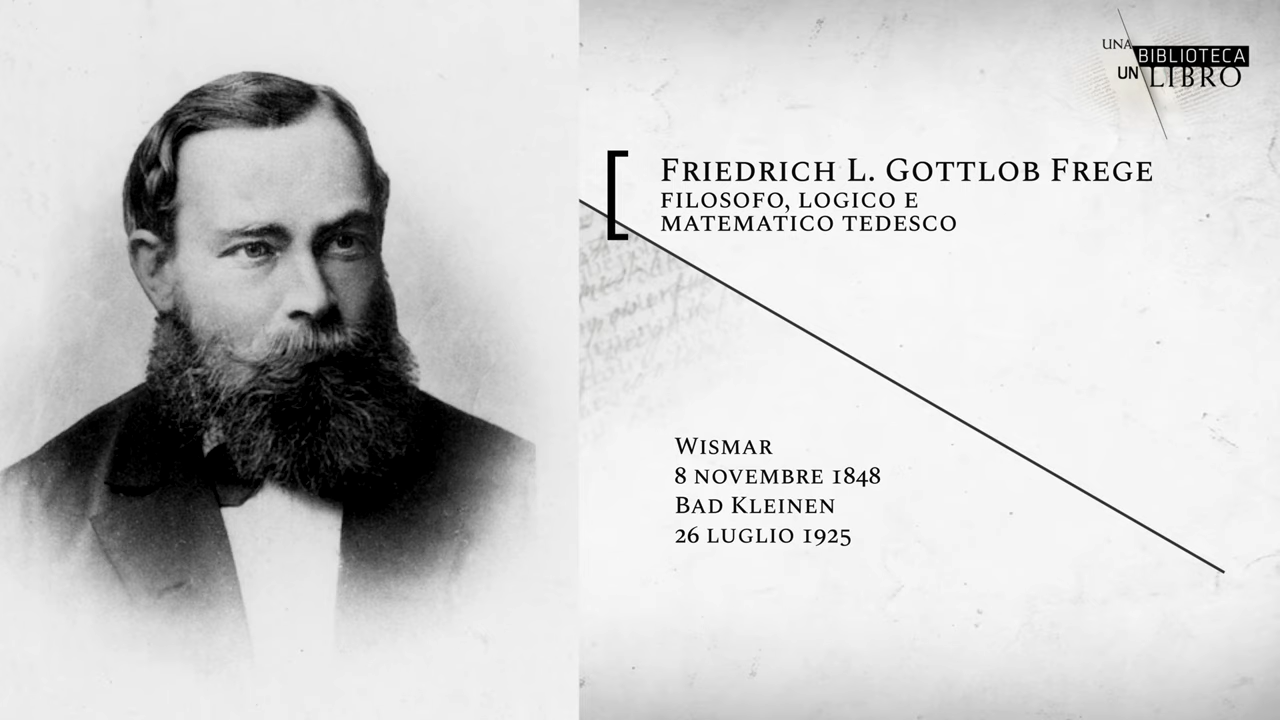 UNA
BIBLIOTECA
UN LIBRO
Friedrich L. Gottlob Frege
filosofo, logico e
matematico tedesco
Wismar
8 novembre 1848
Bad Kleinen
26 luglio 1925